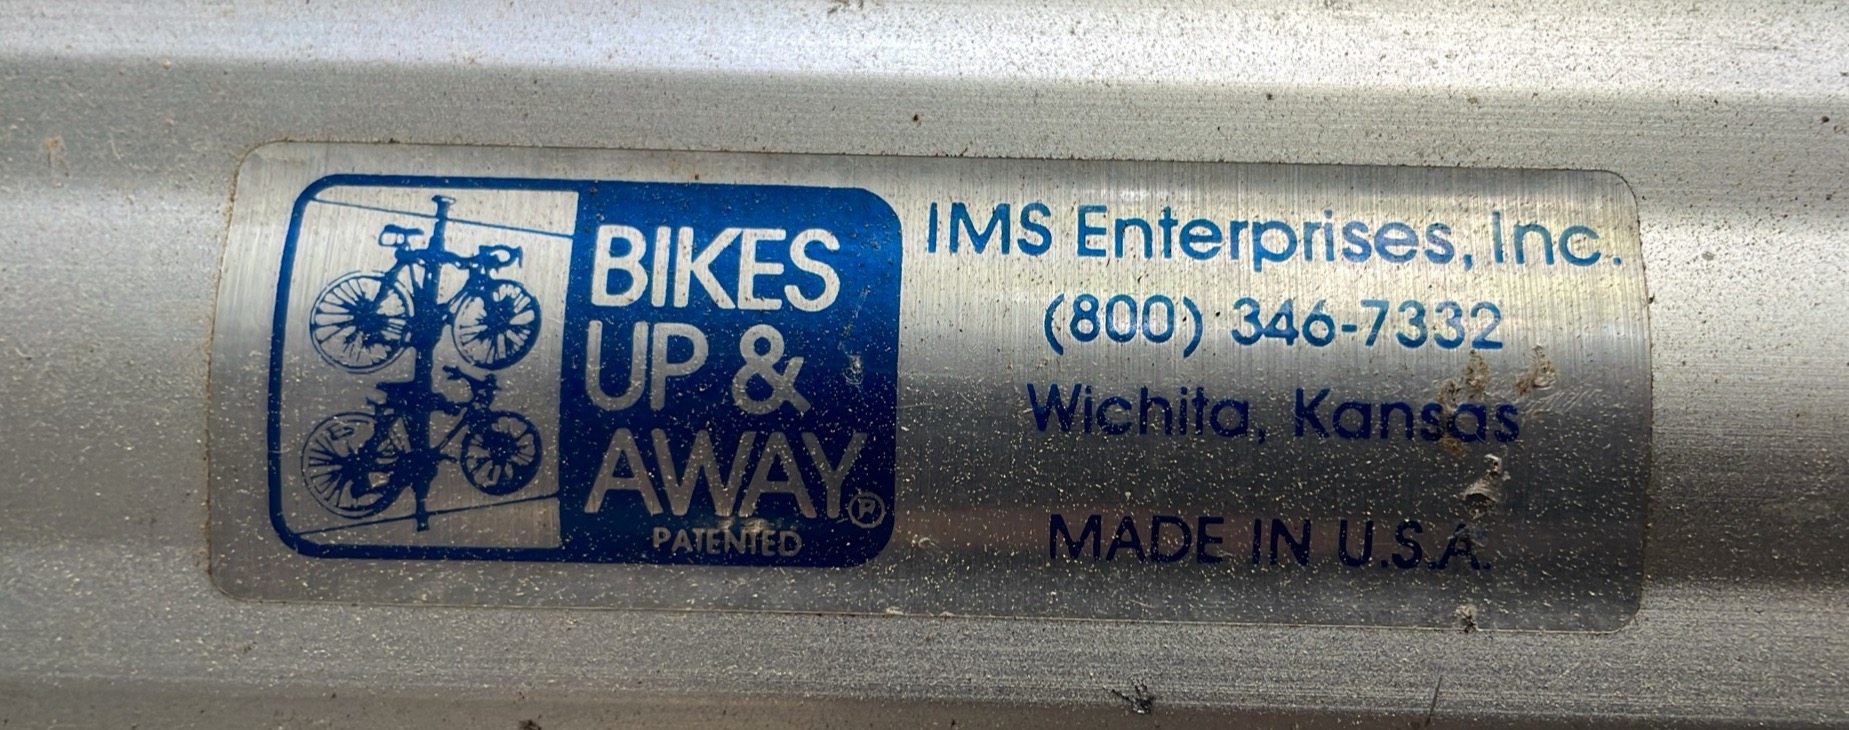 BIKES
UP &
AWAY®
PATENTED
IMS Enterprises, Inc.
(800) 346-7332
Wichita, Kansas
MADE IN U.S.A.